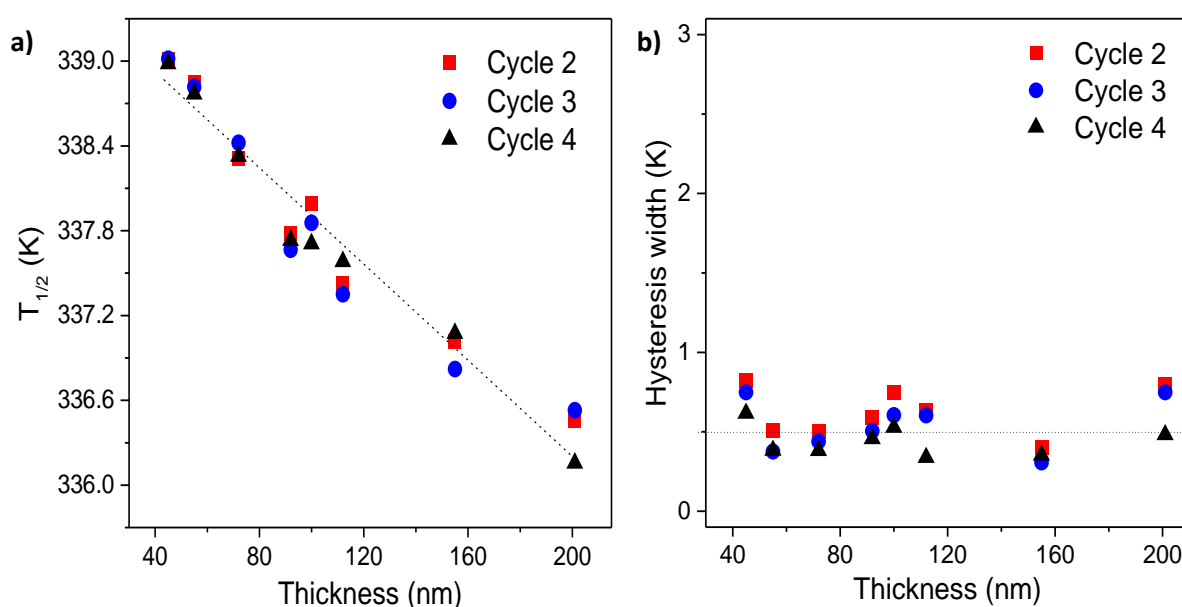 a)
339.0
338.4
337.8
337.2
336.6
336.0
T1/2 (K)
40 80 120 160 200
Thickness (nm)
Cycle 2
Cycle 3
Cycle 4
b)
3
2
1
0
Hysteresis width (K)
40 80 120 160 200
Thickness (nm)
Cycle 2
Cycle 3
Cycle 4